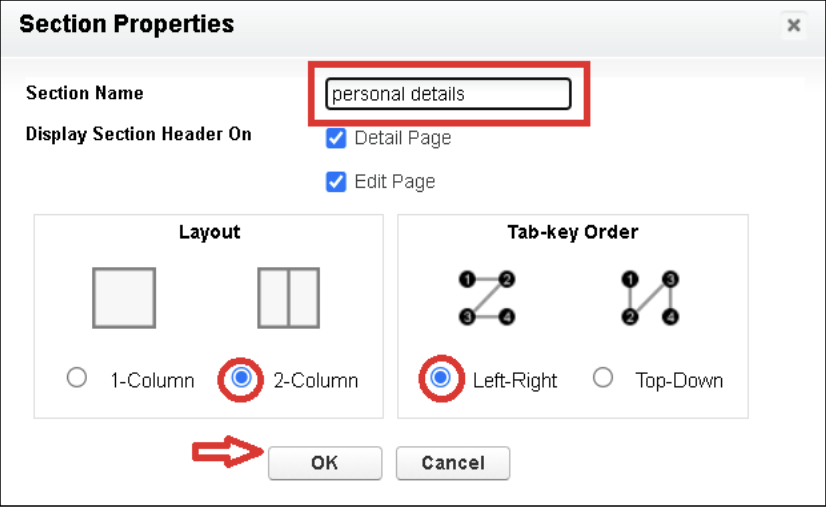 Section Properties
Section Name
personal details
Display Section Header On
Detail Page
Edit Page
Layout
1-Column
2-Column
Tab-key Order
1 2
3 4
1 3
2 4
Left-Right
Top-Down
OK
Cancel